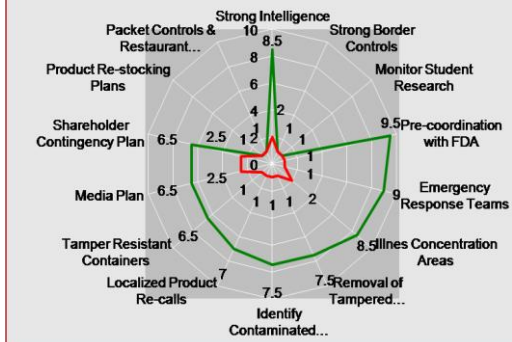 Strong Intelligence
Packet Controls &
Restaurant...
Strong Border
Controls
Product Re-stocking
Plans
Monitor Student
Research
Shareholder
Contingency Plan
Pre-coordination
with FDA
Media Plan
Emergency
Response Teams
Tamper Resistant
Containers
Illnes Concentration
Areas
Localized Product
Re-calls
Removal of
Tampered...
Identify
Contaminated...
10
8
6
4
2
0
8.5
9.5
9
8.5
7.5
7.5
7
6.5
6.5
6.5
2
1
1
1
1
2
1
1
1
1
2.5
2.5
1
1